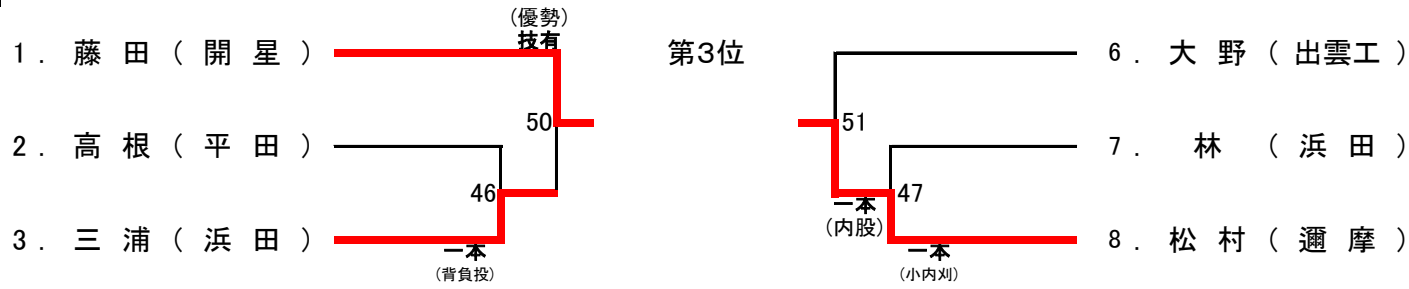 (優勢)
技有
1． 藤 田 ( 開 星 )
第3位
6． 大 野 ( 出雲工 )
50
51
2． 高 根 ( 平 田 )
7． 林 ( 浜 田 )
46
47
一本
(内股)
3． 三 浦 ( 浜 田 )
8． 松 村 ( 邇 摩 )
一本
(背負投)
一本
(小内刈)